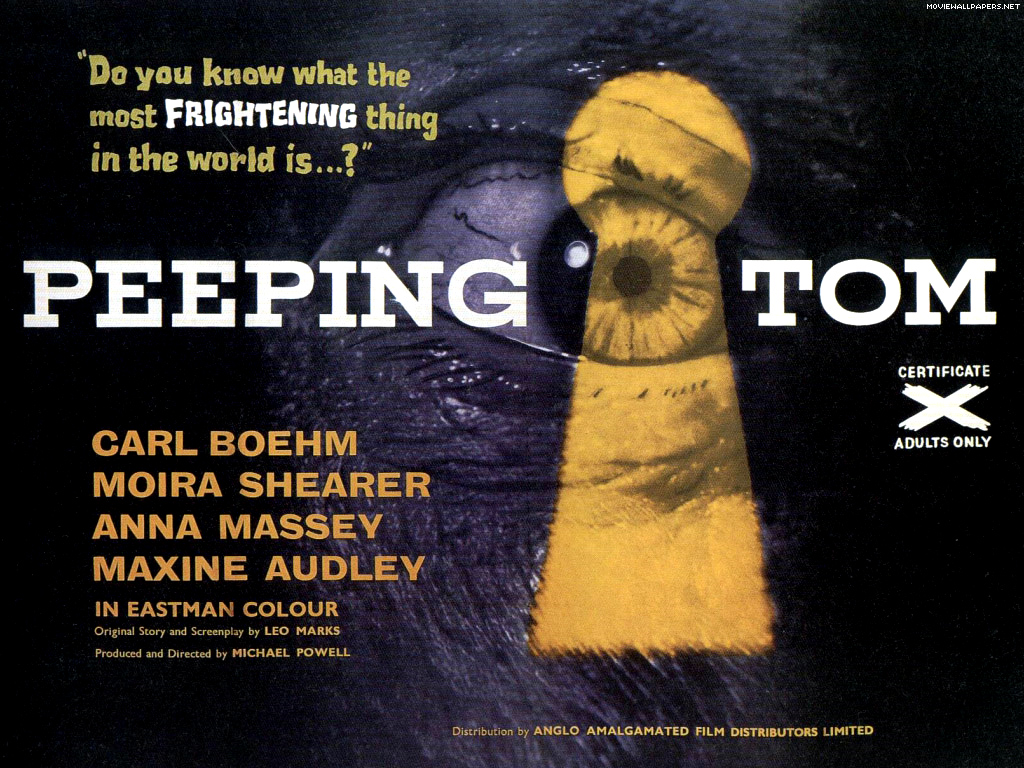 MOVIEWALLPAPERS.NET
"Do you know what the
most FRIGHTENING thing
in the world is...?"
PEEPING TOM
CERTIFICATE
X
ADULTS ONLY
CARL BOEHM
MOIRA SHEARER
ANNA MASSEY
MAXINE AUDLEY
IN EASTMAN COLOUR
Original Story and Screenplay by LEO MARKS
Produced and Directed by MICHAEL POWELL
Distribution by ANGLO AMALGAMATED FILM DISTRIBUTORS LIMITED